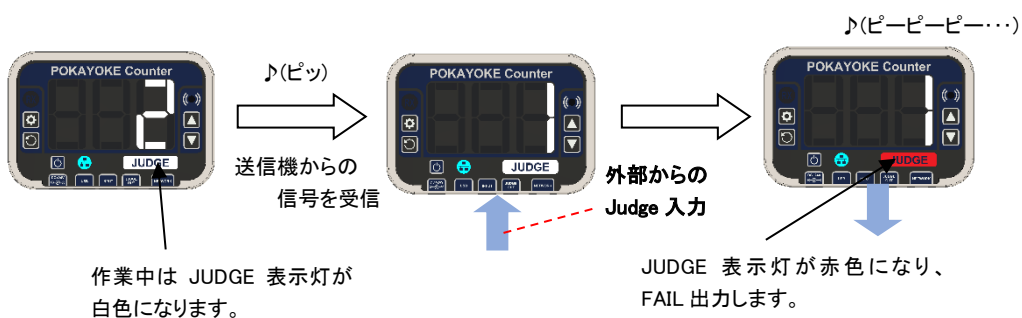 ♪(ピーピーピー・・・)
POKAYOKE Counter
2
JUDGE
♪(ピッ)
送信機からの
信号を受信
POKAYOKE Counter
1
JUDGE
外部からの
Judge 入力
POKAYOKE Counter
1
JUDGE
作業中は JUDGE 表示灯が
白色になります。
JUDGE 表示灯が赤色になり、
FAIL 出力します。